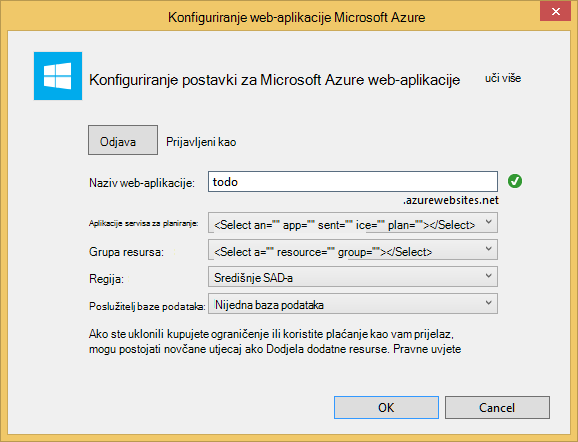 Konfiguriranje web-aplikacije Microsoft Azure
Konfiguriranje postavki za Microsoft Azure web-aplikacije uči više
Odjava Prijavljeni kao
Naziv web-aplikacije: todo
.azurewebsites.net
Aplikacije servisa za planiranje: <Select an="" app="" sent="" ice="" plan=""></Select>
Grupa resursa: <Select a="" resource="" group=""></Select>
Regija: Središnje SAD-a
Poslužitelj baze podataka: Nijedna baza podataka
Ako ste uklonili kupujete ograničenje ili koristite plaćanje kao vam prijelaz,
mogu postojati novčane utjecaj ako Dodjela dodatne resurse. Pravne uvjete
OK Cancel